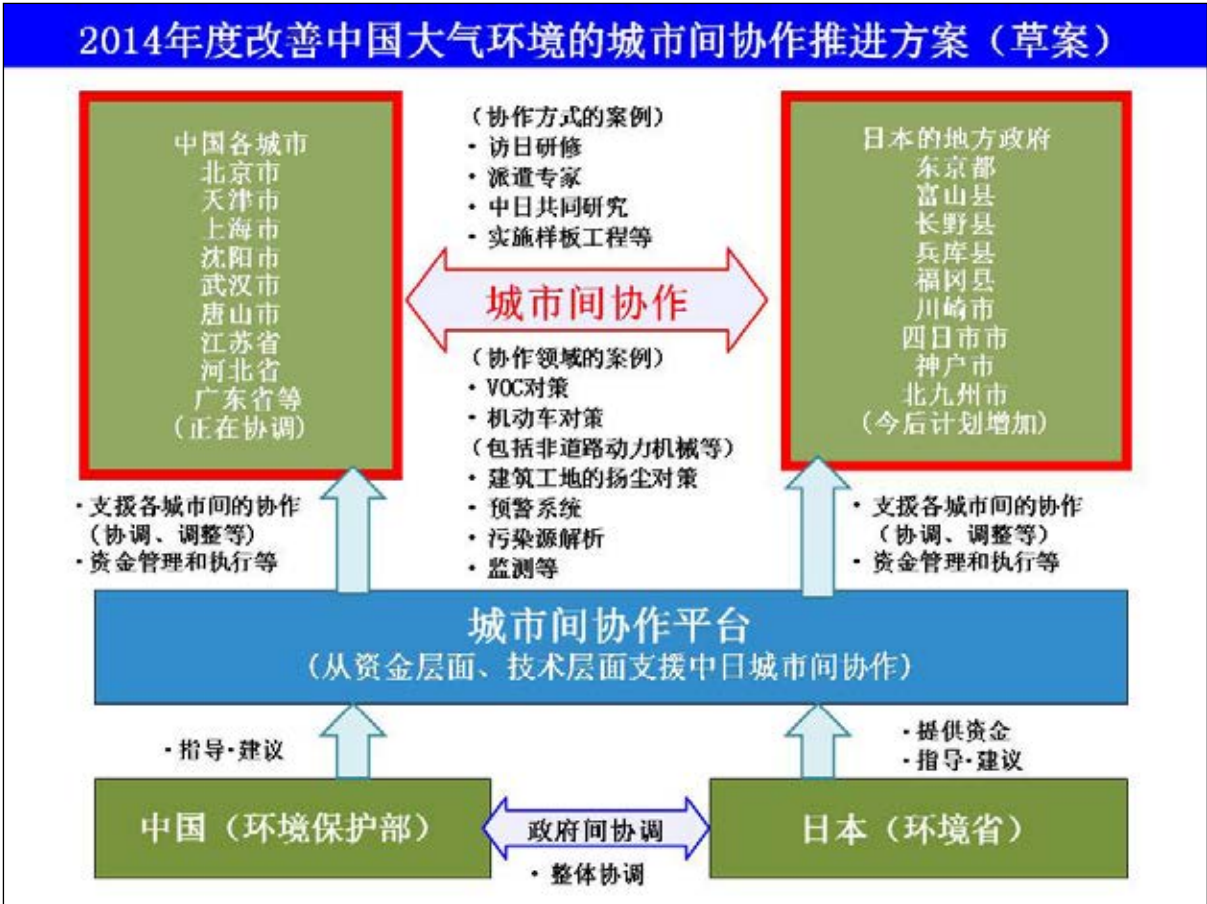 2014年度改善中国大气环境的城市间协作推进方案（草案）
中国各城市
北京市
天津市
上海市
沈阳市
武汉市
唐山市
江苏省
河北省
广东省等
(正在协调)
(协作方式的案例)
・访日研修
・派遣专家
・中日共同研究
・实施样板工程等
城市间协作
(协作领域的案例)
・VOC对策
・机动车对策
(包括非道路动力机械等)
・建筑工地的扬尘对策
・预警系统
・污染源解析
・监测等
日本的地方政府
东京都
富山县
长野县
兵库县
福冈县
川崎市
四日市市
神户市
北九州市
(今后计划增加)
・支援各城市间的协作
(协调、调整等)
・资金管理和执行等
・支援各城市间的协作
(协调、调整等)
・资金管理和执行等
城市间协作平台
(从资金层面、技术层面支援中日城市间协作)
・指导・建议
・提供资金
・指导・建议
中国（环境保护部）
政府间协调
・整体协调
日本（环境省）